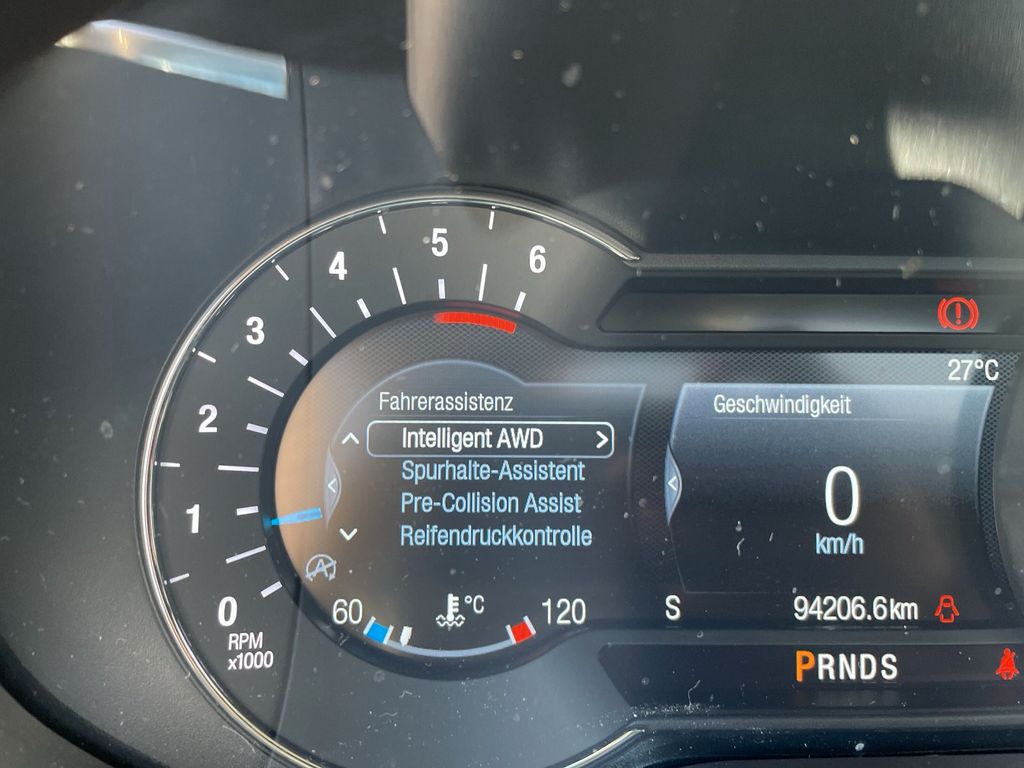 0
1
2
3
4
5
6
RPM
x1000
27°C
Fahrerassistenz
Intelligent AWD
Spurhalte-Assistent
Pre-Collision Assist
Reifendruckkontrolle
Geschwindigkeit
0
km/h
A
60 °C 120
S 94206.6km
PRNDS